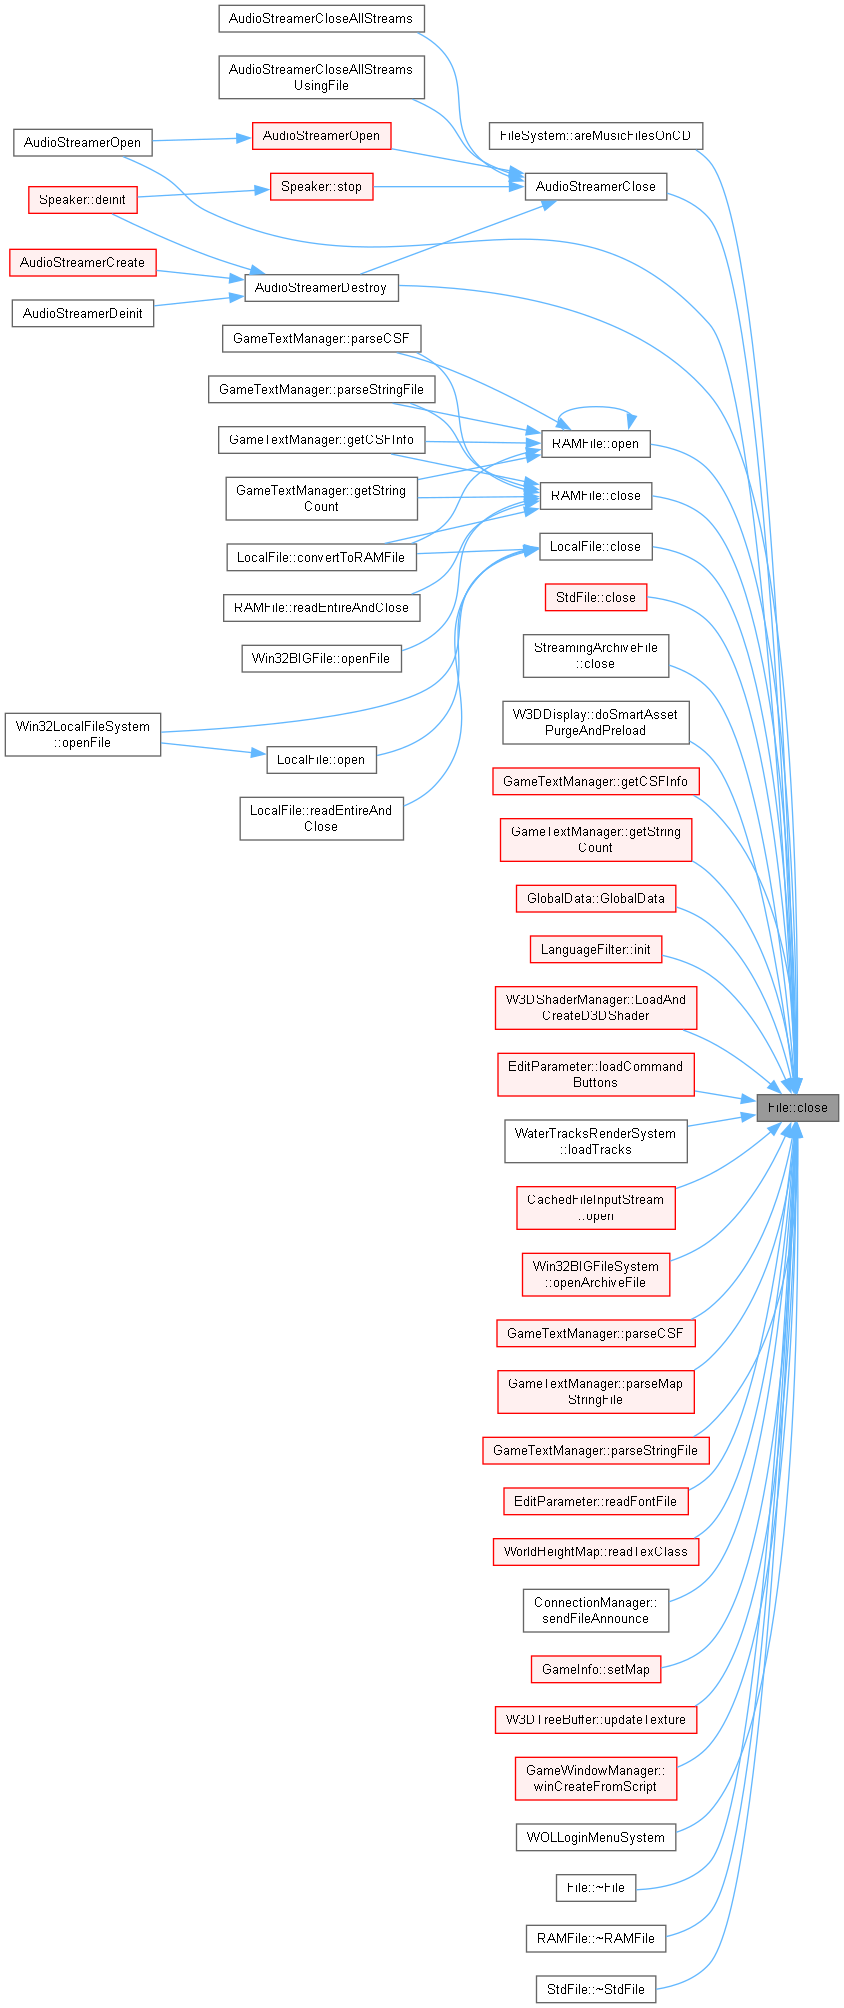 AudioStreamerCloseAllStreams
AudioStreamerCloseAllStreams
UsingFile
AudioStreamerOpen
AudioStreamerOpen
FileSystem::areMusicFilesOnCD
Speaker::deinit
Speaker::stop
AudioStreamerClose
AudioStreamerCreate
AudioStreamerDestroy
AudioStreamerDeinit
GameTextManager::parseCSF
GameTextManager::parseStringFile
GameTextManager::getCSFInfo
RAMFile::open
GameTextManager::getString
Count
RAMFile::close
LocalFile::convertToRAMFile
LocalFile::close
RAMFile::readEntireAndClose
StdFile::close
Win32BIGFile::openFile
StreamingArchiveFile
::close
Win32LocalFileSystem
::openFile
W3DDisplay::doSmartAsset
PurgeAndPreload
LocalFile::open
GameTextManager::getCSFInfo
LocalFile::readEntireAnd
Close
GameTextManager::getString
Count
GlobalData::GlobalData
LanguageFilter::init
W3DShaderManager::LoadAnd
CreateD3DShader
EditParameter::loadCommand
Buttons
File::close
WaterTracksRenderSystem
::loadTracks
CachedFileInputStream
::open
Win32BIGFileSystem
::openArchiveFile
GameTextManager::parseCSF
GameTextManager::parseMap
StringFile
GameTextManager::parseStringFile
EditParameter::readFontFile
WorldHeightMap::readTexClass
ConnectionManager::
sendFileAnnounce
GameInfo::setMap
W3DTreeBuffer::updateTexture
GameWindowManager::
winCreateFromScript
WOLLoginMenuSystem
File::~File
RAMFile::~RAMFile
StdFile::~StdFile